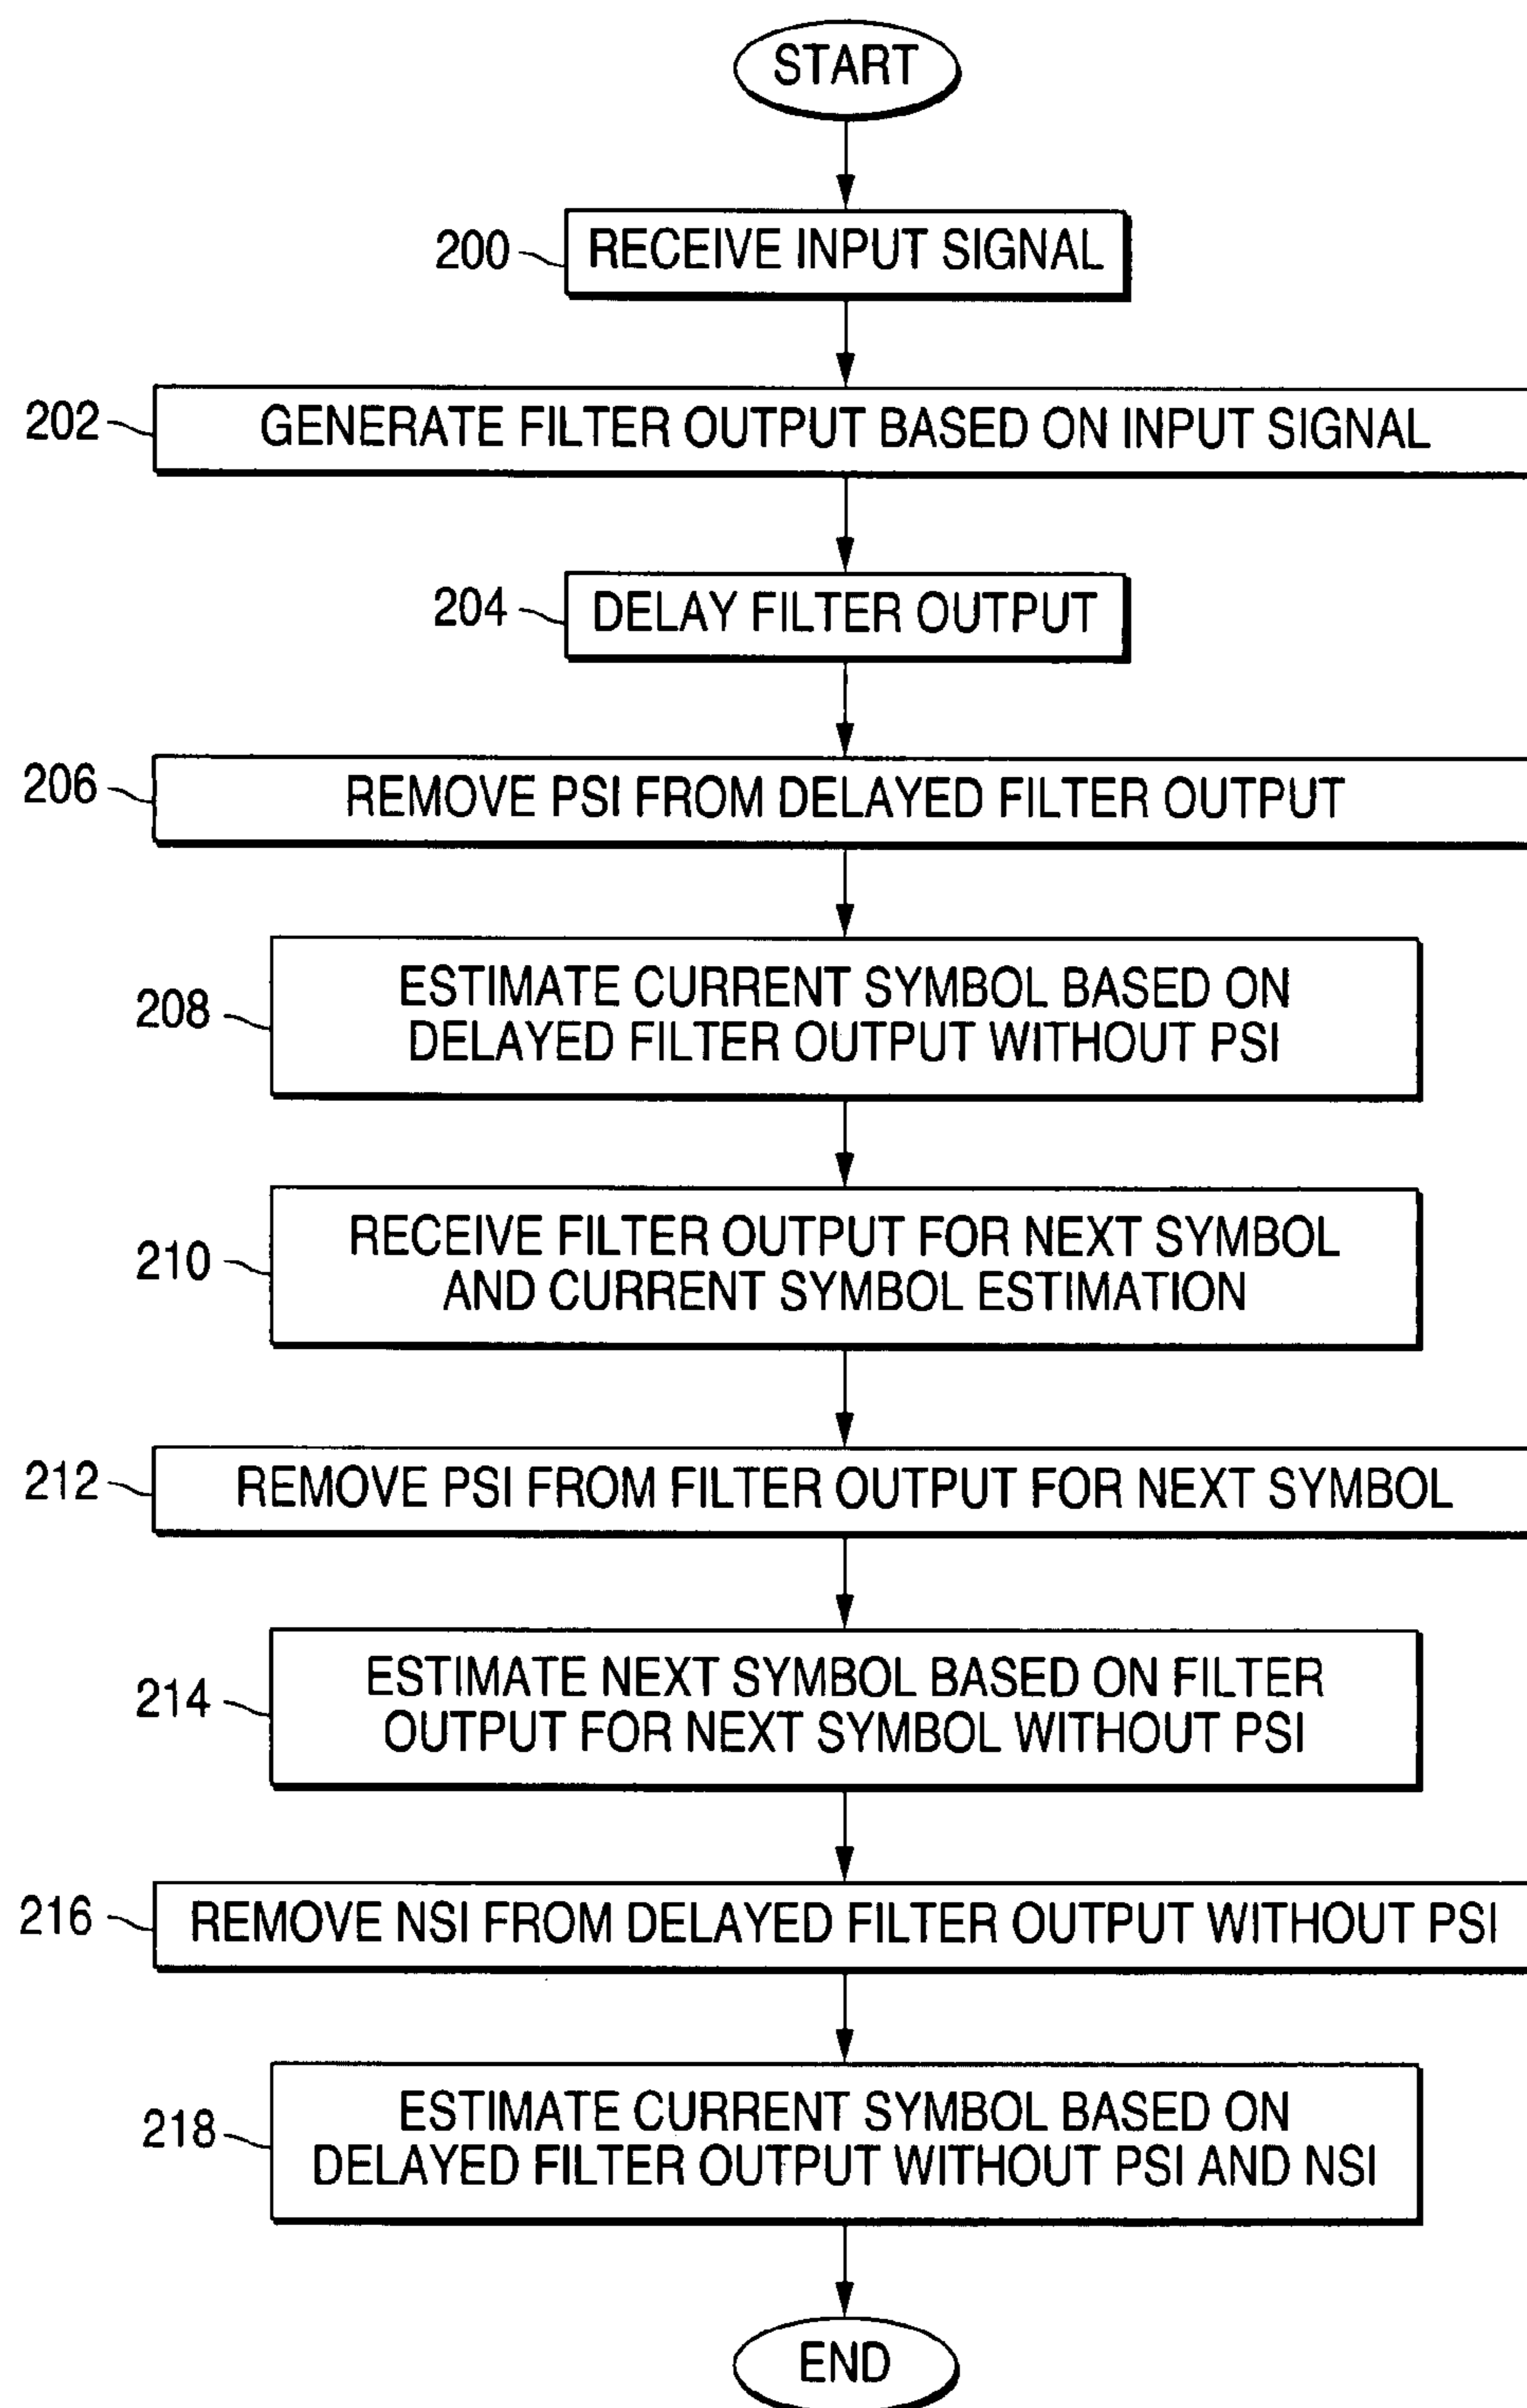 START
200
RECEIVE INPUT SIGNAL
202
GENERATE FILTER OUTPUT BASED ON INPUT SIGNAL
204
DELAY FILTER OUTPUT
206
REMOVE PSI FROM DELAYED FILTER OUTPUT
208
ESTIMATE CURRENT SYMBOL BASED ON
DELAYED FILTER OUTPUT WITHOUT PSI
210
RECEIVE FILTER OUTPUT FOR NEXT SYMBOL
AND CURRENT SYMBOL ESTIMATION
212
REMOVE PSI FROM FILTER OUTPUT FOR NEXT SYMBOL
214
ESTIMATE NEXT SYMBOL BASED ON FILTER
OUTPUT FOR NEXT SYMBOL WITHOUT PSI
216
REMOVE NSI FROM DELAYED FILTER OUTPUT WITHOUT PSI
218
ESTIMATE CURRENT SYMBOL BASED ON
DELAYED FILTER OUTPUT WITHOUT PSI AND NSI
END